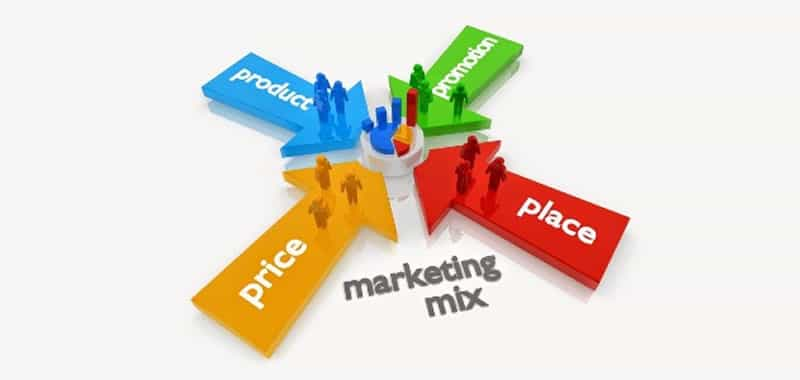 product
promotion
price
place
marketing
mix